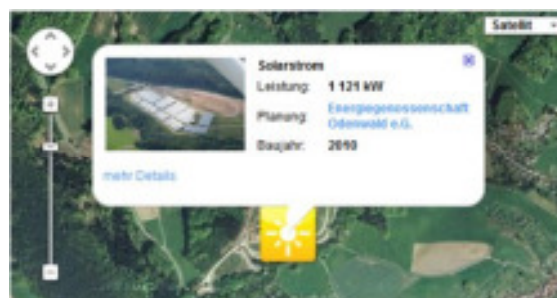 Satellit
Solarstrom
Leistung: 1 121 kW
Planung: Energiegenossenschaft
Odenwald e.G.
Baujahr: 2010
mehr Details